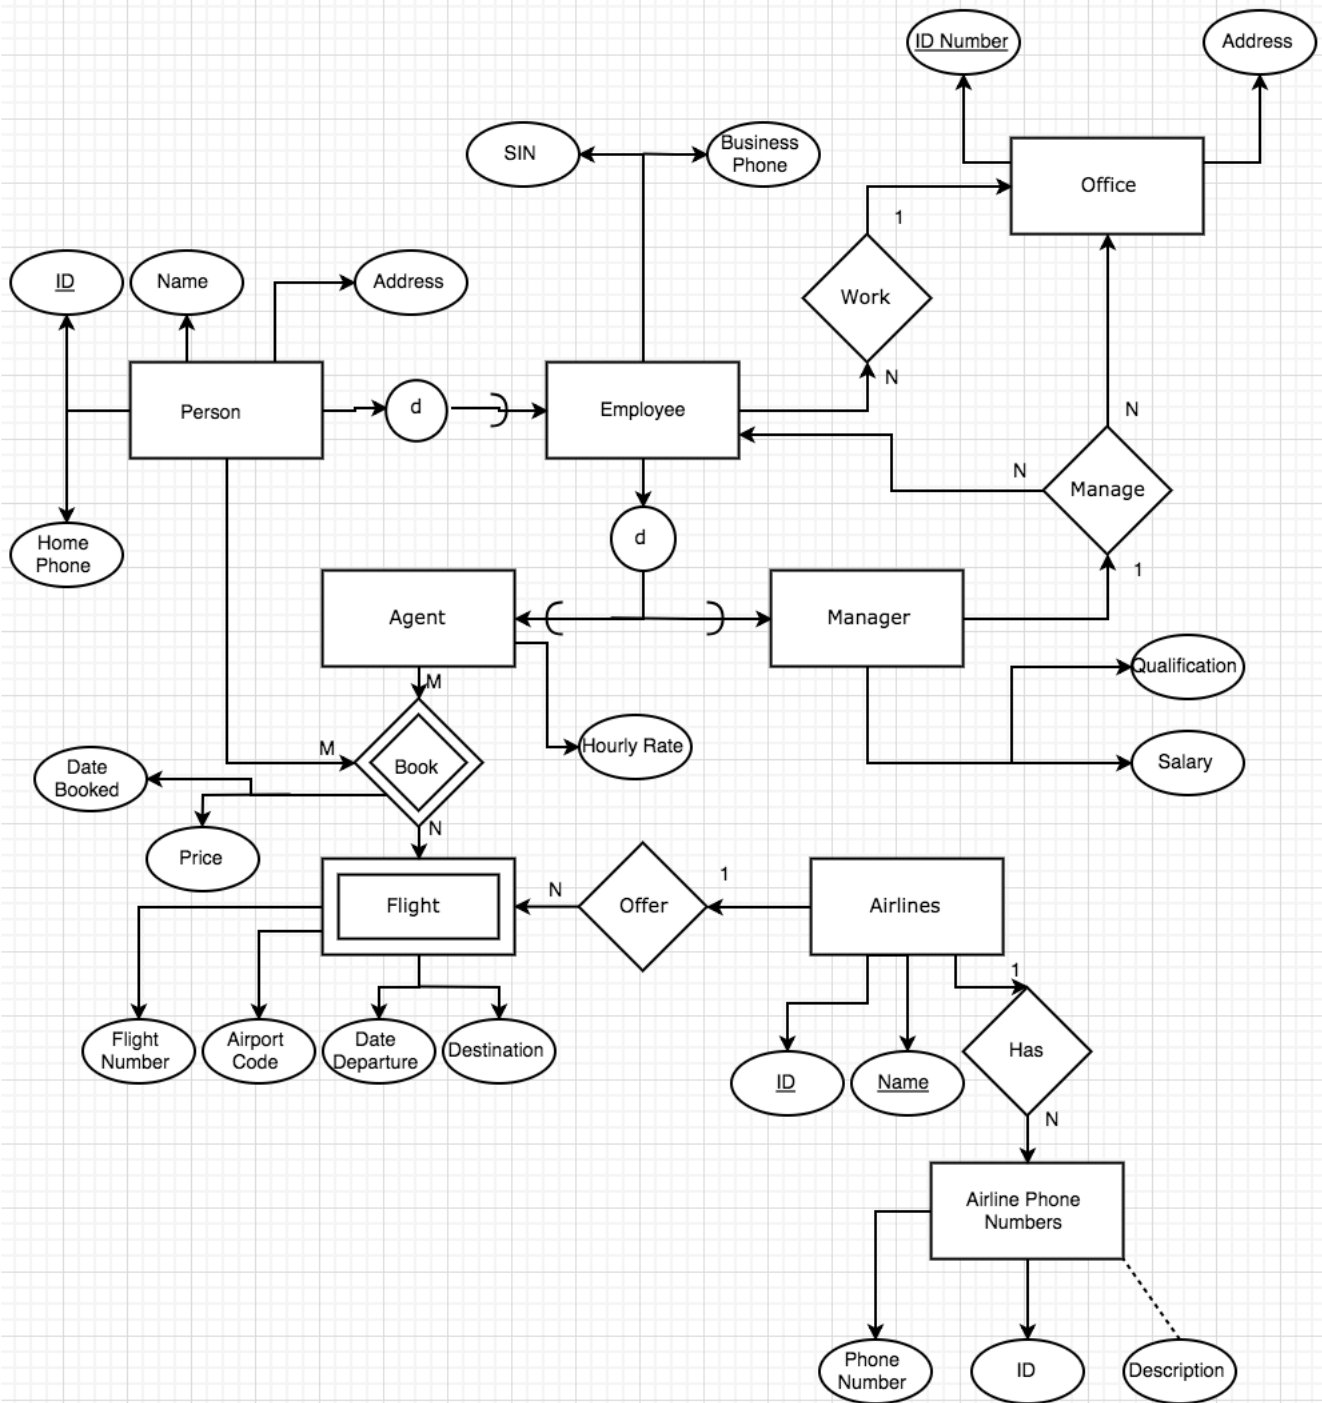 ID Number
Address
SIN
Business
Phone
Office
1
Work
ID
Name
Address
N
Person
d
Employee
N
N
Manage
1
Home
Phone
d
Agent
Manager
M
Qualification
M
Book
Hourly Rate
Date
Booked
Salary
N
Price
Flight
N
Offer
1
Airlines
1
Flight
Number
Airport
Code
Date
Departure
Destination
Has
ID
Name
N
Airline Phone
Numbers
Phone
Number
ID
Description